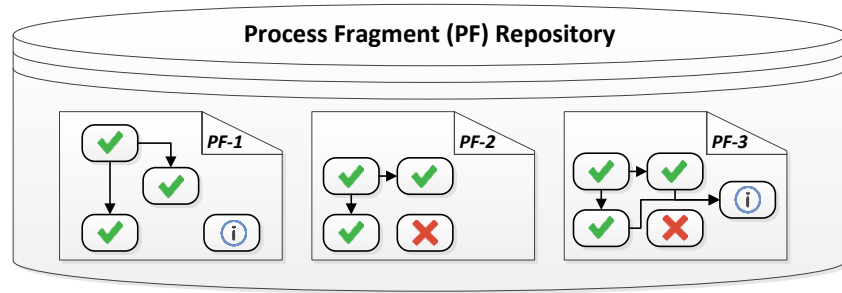 Process Fragment (PF) Repository
PF-1
PF-2
PF-3
i
i